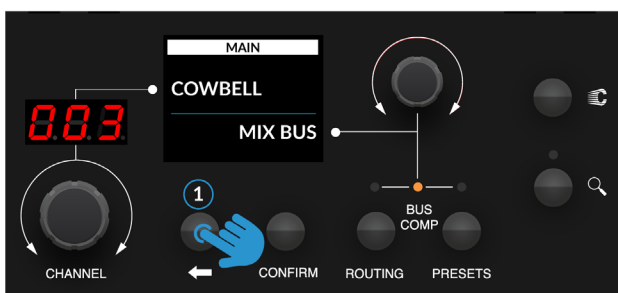 MAIN
COWBELL
003
MIX BUS
1
BUS
COMP
CHANNEL
CONFIRM
ROUTING
PRESETS